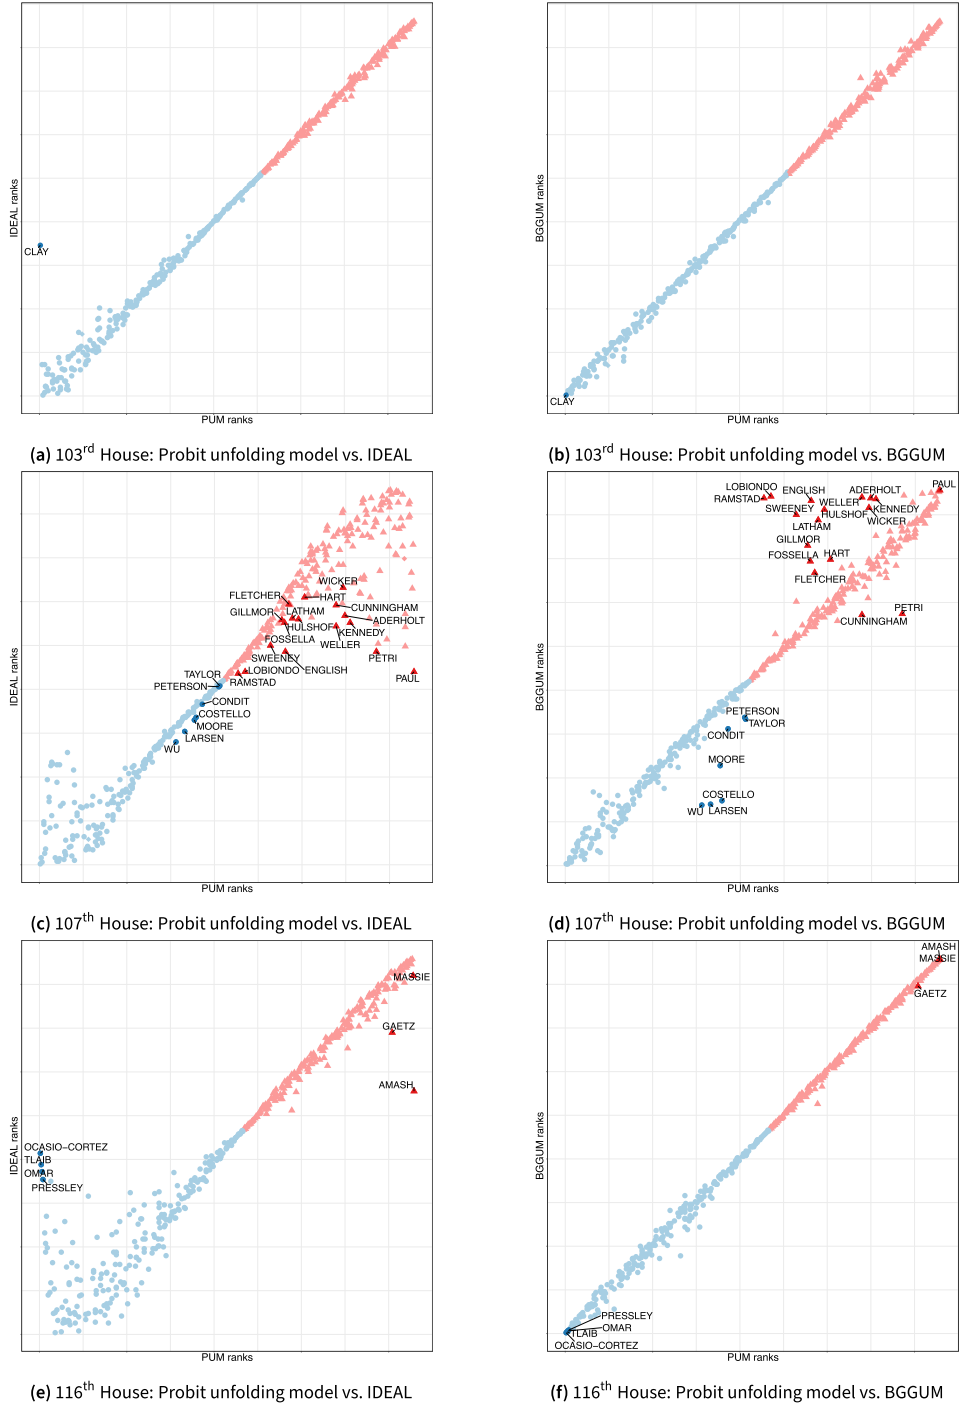 IDEAL ranks
CLAY
PUM ranks
(a) 103rd House: Probit unfolding model vs. IDEAL
BGGUM ranks
CLAY
PUM ranks
(b) 103rd House: Probit unfolding model vs. BGGUM
IDEAL ranks
WICKER
FLETCHER
HART
CUNNINGHAM
GILLMOR
LATHAM
ADERHOLT
HULSHOF
KENNEDY
FOSSELLA
WELLER
SWEENEY
PETRI
LOBIONDO
ENGLISH
TAYLOR
RAMSTAD
PAUL
PETERSON
CONDIT
COSTELLO
MOORE
LARSEN
WU
PUM ranks
(c) 107th House: Probit unfolding model vs. IDEAL
BGGUM ranks
LOBIONDO
ENGLISH
ADERHOLT
PAUL
RAMSTAD
WELLER
SWEENEY
HULSHOF
KENNEDY
WICKER
LATHAM
GILLMOR
FOSSELLA
HART
FLETCHER
PETRI
CUNNINGHAM
PETERSON
TAYLOR
CONDIT
MOORE
COSTELLO
WU
LARSEN
PUM ranks
(d) 107th House: Probit unfolding model vs. BGGUM
IDEAL ranks
MASSIE
GAETZ
AMASH
OCASIO-CORTEZ
TLAIB
OMAR
PRESSLEY
PUM ranks
(e) 116th House: Probit unfolding model vs. IDEAL
BGGUM ranks
AMASH
MASSIE
GAETZ
PRESSLEY
OMAR
TLAIB
OCASIO-CORTEZ
PUM ranks
(f) 116th House: Probit unfolding model vs. BGGUM